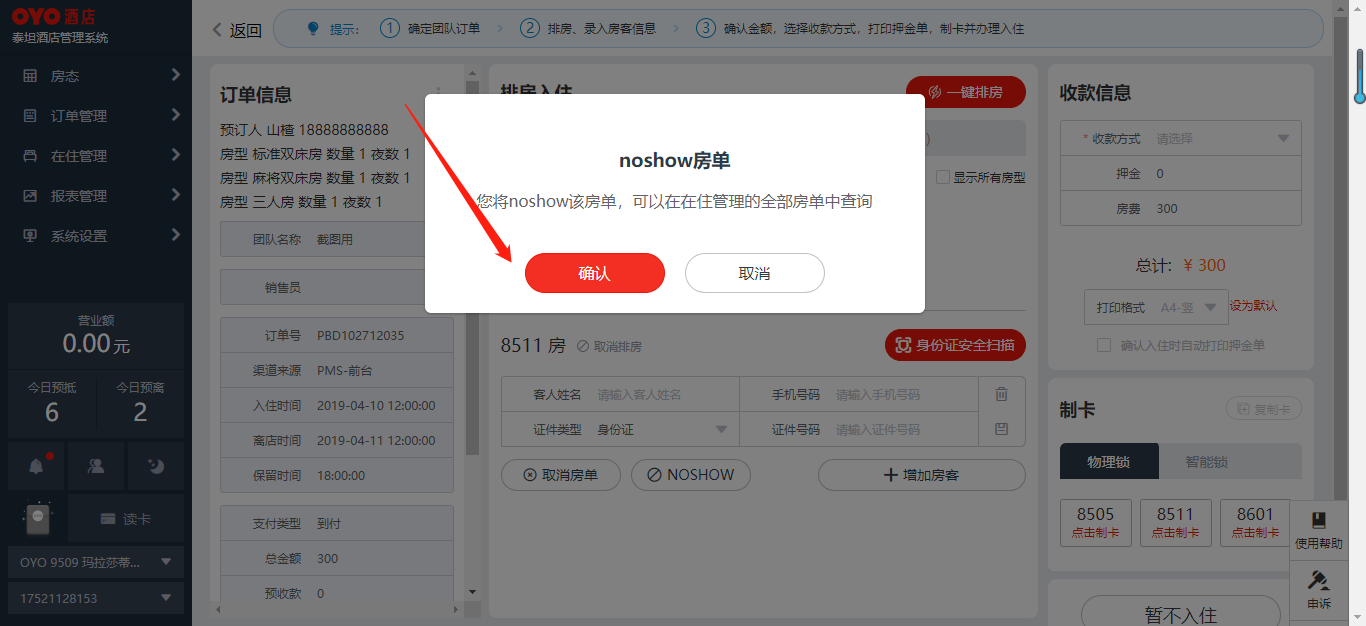 OYO 酒店
泰坦酒店管理系统
房态
订单管理
在住管理
报表管理
系统设置
营业额
0.00元
今日预抵
6
今日预离
2
读卡
OYO 9509 玛拉莎蒂...
17521128153
返回
提示:
1 确定团队订单
2 排房、录入房客信息
3 确认金额，选择收款方式，打印押金单，制卡并办理入住
订单信息
预订人 山楂 18888888888
房型 标准双床房 数量 1 夜数 1
房型 麻将双床房 数量 1 夜数 1
房型 三人房 数量 1 夜数 1
团队名称 截图用
销售员
订单号 PBD102712035
渠道来源 PMS-前台
入住时间 2019-04-10 12:00:00
离店时间 2019-04-11 12:00:00
保留时间 18:00:00
支付类型 到付
总金额 300
预收款 0
排房入住
一键排房
)
显示所有房型
noshow房单
您将noshow该房单，可以在在住管理的全部房单中查询
确认
取消
8511 房
取消排房
身份证安全扫描
客人姓名 请输入客人姓名
手机号码 请输入手机号码
证件类型 身份证
证件号码 请输入证件号码
取消房单
NOSHOW
增加房客
收款信息
* 收款方式 请选择
押金 0
房费 300
总计: ¥ 300
打印格式 A4-竖
设为默认
确认入住时自动打印押金单
制卡
复制卡
物理锁
智能锁
8505
点击制卡
8511
点击制卡
8601
点击制卡
使用帮助
申诉
暂不入住